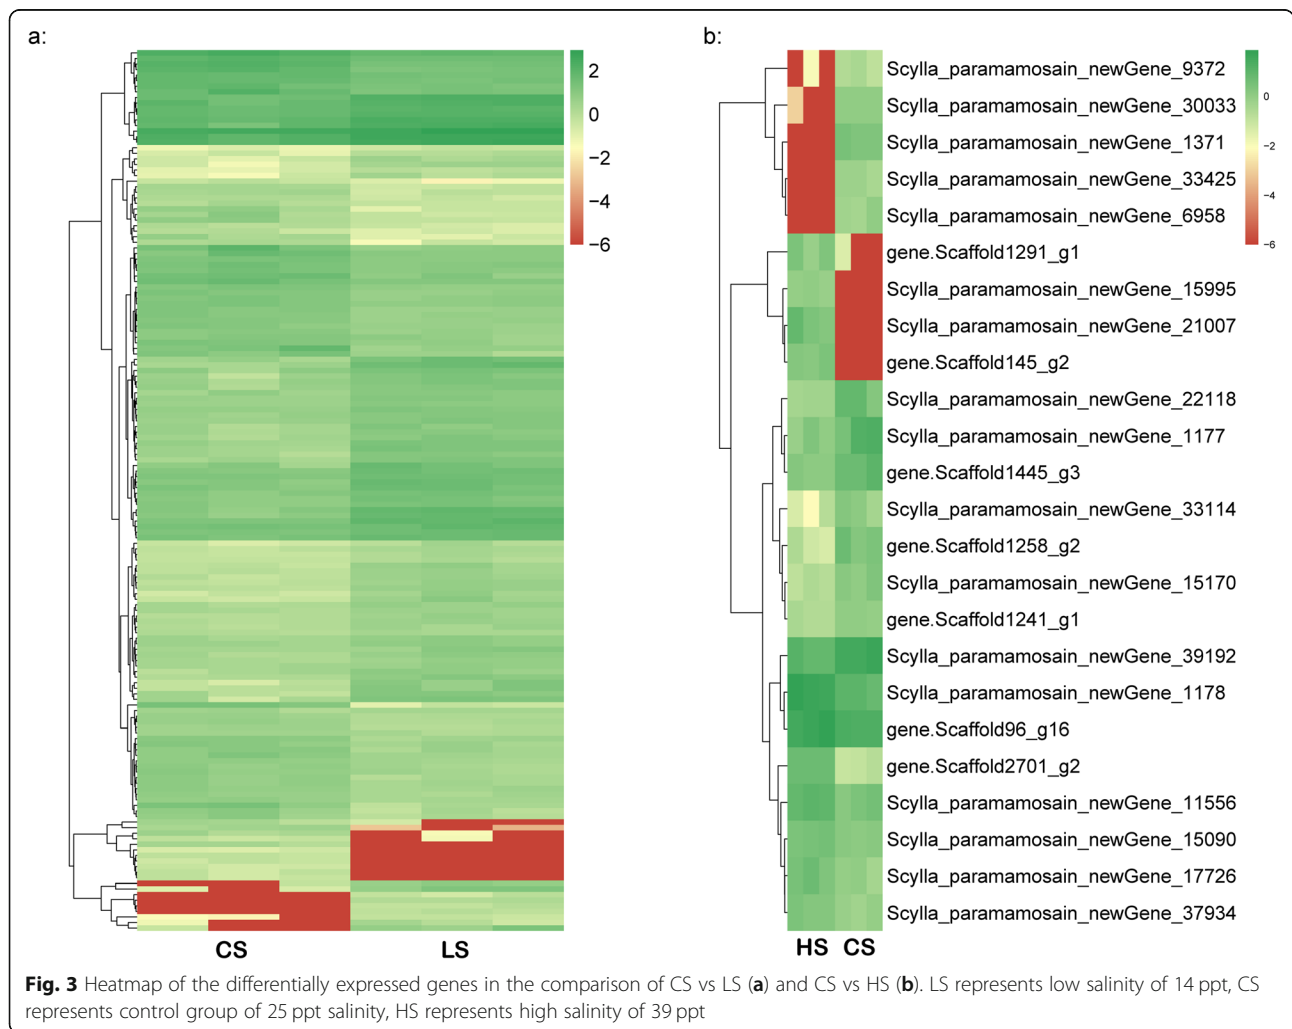 a:
2
0
−2
−4
−6
CS
LS
b:
0
−2
−4
−6
Scylla_paramamosain_newGene_9372
Scylla_paramamosain_newGene_30033
Scylla_paramamosain_newGene_1371
Scylla_paramamosain_newGene_33425
Scylla_paramamosain_newGene_6958
gene.Scaffold1291_g1
Scylla_paramamosain_newGene_15995
Scylla_paramamosain_newGene_21007
gene.Scaffold145_g2
Scylla_paramamosain_newGene_22118
Scylla_paramamosain_newGene_1177
gene.Scaffold1445_g3
Scylla_paramamosain_newGene_33114
gene.Scaffold1258_g2
Scylla_paramamosain_newGene_15170
gene.Scaffold1241_g1
Scylla_paramamosain_newGene_39192
Scylla_paramamosain_newGene_1178
gene.Scaffold96_g16
gene.Scaffold2701_g2
Scylla_paramamosain_newGene_11556
Scylla_paramamosain_newGene_15090
Scylla_paramamosain_newGene_17726
Scylla_paramamosain_newGene_37934
HS CS
Fig. 3 Heatmap of the differentially expressed genes in the comparison of CS vs LS (a) and CS vs HS (b). LS represents low salinity of 14 ppt, CS
represents control group of 25 ppt salinity, HS represents high salinity of 39 ppt